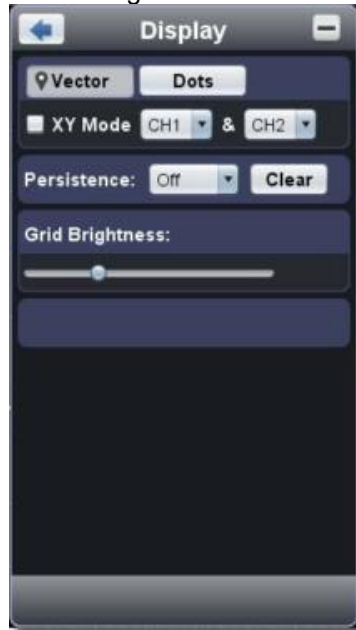 Display
Vector Dots
XY Mode CH1 & CH2
Persistence: Off Clear
Grid Brightness: